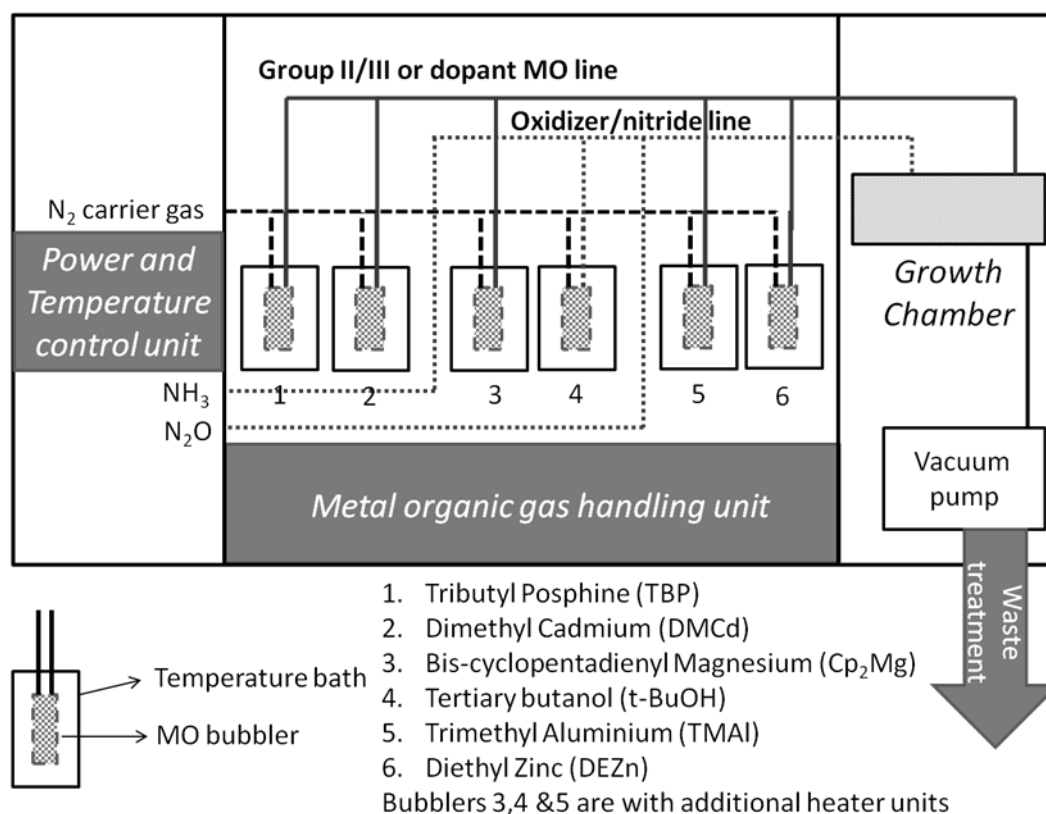 Group II/III or dopant MO line
Oxidizer/nitride line
N₂ carrier gas
Power and
Temperature
control unit
Growth
Chamber
NH₃
N₂O
1 2 3 4 5 6
Vacuum
pump
Metal organic gas handling unit
Waste
treatment
Temperature bath
MO bubbler
1. Tributyl Posphine (TBP)
2. Dimethyl Cadmium (DMCd)
3. Bis-cyclopentadienyl Magnesium (Cp₂Mg)
4. Tertiary butanol (t-BuOH)
5. Trimethyl Aluminium (TMAl)
6. Diethyl Zinc (DEZn)
Bubblers 3,4 &5 are with additional heater units